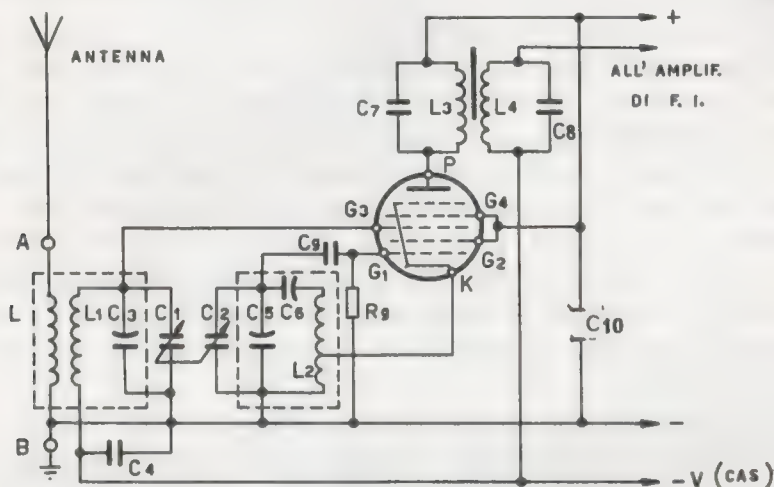 +
ANTENNA
ALL' AMPLIF.
DI F. I.
C7
L3
L4
C8
P
G3
G4
A
C9
G1
G2
K
L
L1
C3
C1
C2
C5
C6
Rg
C10
L2
-
B
C4
-V (CAS)